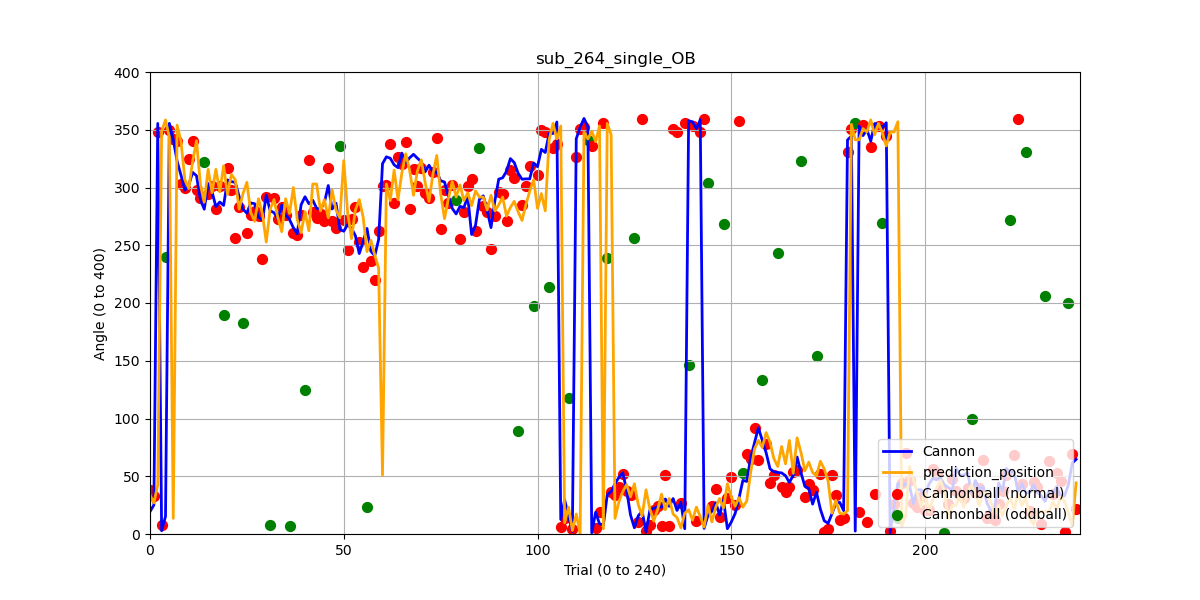 sub_264_single_OB
Angle (0 to 400)
400
350
300
250
200
150
100
50
0
0 50 100 150 200
Trial (0 to 240)
Cannon
prediction_position
Cannonball (normal)
Cannonball (oddball)